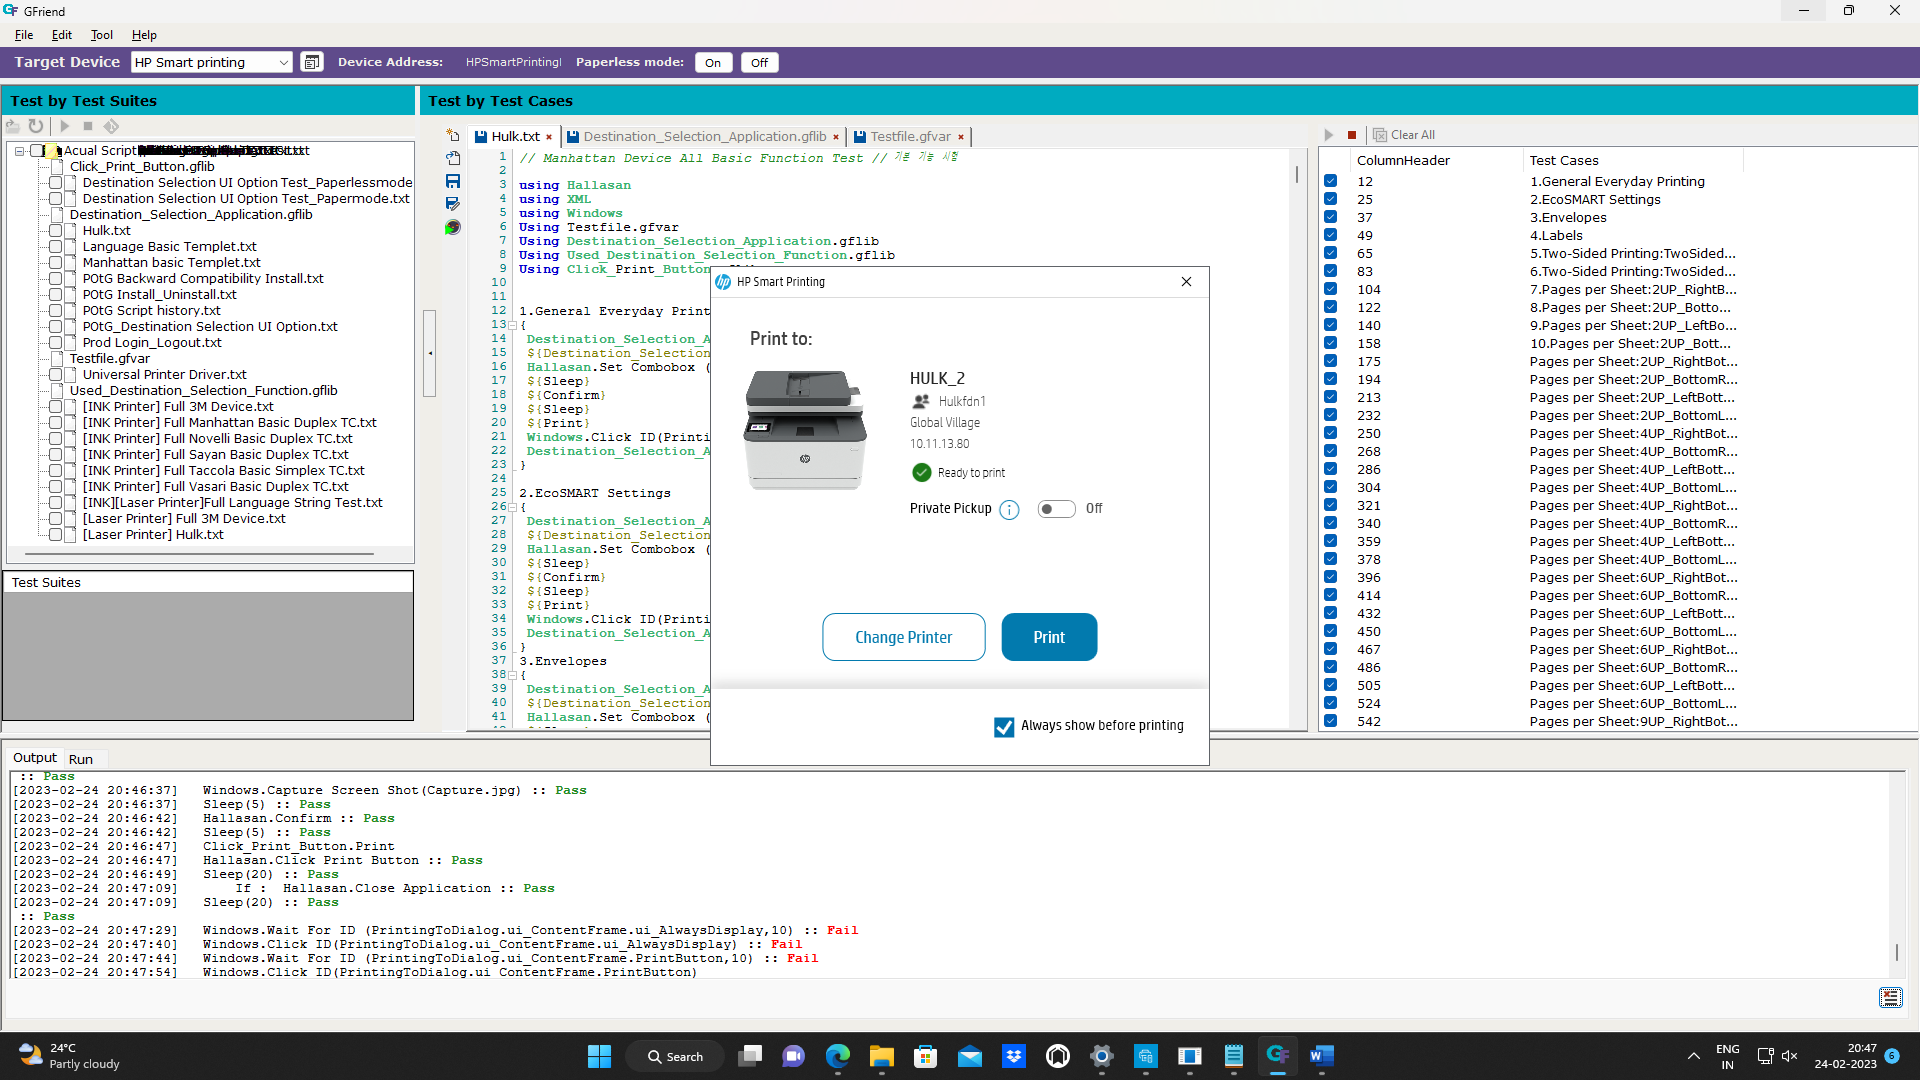 GFriend
File Edit Tool Help
Target Device HP Smart printing Device Address: HPSmartPrintingI Paperless mode: On Off
Test by Test Suites
Acual Script
Click_Print_Button.gflib
Destination Selection UI Option Test_Paperlessmode
Destination Selection UI Option Test_Papermode.txt
Destination_Selection_Application.gflib
Hulk.txt
Language Basic Templet.txt
Manhattan basic Templet.txt
POtG Backward Compatibility Install.txt
POtG Install_Uninstall.txt
POtG Script history.txt
POtG_Destination Selection UI Option.txt
Prod Login_Logout.txt
Testfile.gfvar
Universal Printer Driver.txt
Used_Destination_Selection_Function.gflib
[INK Printer] Full 3M Device.txt
[INK Printer] Full Manhattan Basic Duplex TC.txt
[INK Printer] Full Novelli Basic Duplex TC.txt
[INK Printer] Full Sayan Basic Duplex TC.txt
[INK Printer] Full Taccola Basic Simplex TC.txt
[INK Printer] Full Vasari Basic Duplex TC.txt
[INK][Laser Printer]Full Language String Test.txt
[Laser Printer] Full 3M Device.txt
[Laser Printer] Hulk.txt
Test Suites
Test by Test Cases
Hulk.txt × Destination_Selection_Application.gflib × Testfile.gfvar ×
1 // Manhattan Device All Basic Function Test // 기본 기능 시험
2
3 using Hallasan
4 using XML
5 using Windows
6 Using Testfile.gfvar
7 Using Destination_Selection_Application.gflib
8 Using Used_Destination_Selection_Function.gflib
9 Using Click_Print_Button
10
11
12 1.General Everyday Print
13 {
14 Destination_Selection_A
15 ${Destination_Selection
16 Hallasan.Set Combobox (
17 ${Sleep}
18 ${Confirm}
19 ${Sleep}
20 ${Print}
21 Windows.Click ID(Printi
22 Destination_Selection_A
23 }
24
25 2.EcoSMART Settings
26 {
27 Destination_Selection_A
28 ${Destination_Selection
29 Hallasan.Set Combobox (
30 ${Sleep}
31 ${Confirm}
32 ${Sleep}
33 ${Print}
34 Windows.Click ID(Printi
35 Destination_Selection_A
36 }
37 3.Envelopes
38 {
39 Destination_Selection_A
40 ${Destination_Selection
41 Hallasan.Set Combobox (
HP Smart Printing
Print to:
HULK_2
Hulkfdn1
Global Village
10.11.13.80
Ready to print
Private Pickup Off
Change Printer Print
Always show before printing
Clear All
ColumnHeader Test Cases
12 1.General Everyday Printing
25 2.EcoSMART Settings
37 3.Envelopes
49 4.Labels
65 5.Two-Sided Printing:TwoSided...
83 6.Two-Sided Printing:TwoSided...
104 7.Pages per Sheet:2UP_RightB...
122 8.Pages per Sheet:2UP_Botto...
140 9.Pages per Sheet:2UP_LeftBo...
158 10.Pages per Sheet:2UP_Bott...
175 Pages per Sheet:2UP_RightBot...
194 Pages per Sheet:2UP_BottomR...
213 Pages per Sheet:2UP_LeftBott...
232 Pages per Sheet:2UP_BottomL...
250 Pages per Sheet:4UP_RightBot...
268 Pages per Sheet:4UP_BottomR...
286 Pages per Sheet:4UP_LeftBott...
304 Pages per Sheet:4UP_BottomL...
321 Pages per Sheet:4UP_RightBot...
340 Pages per Sheet:4UP_BottomR...
359 Pages per Sheet:4UP_LeftBott...
378 Pages per Sheet:4UP_BottomL...
396 Pages per Sheet:6UP_RightBot...
414 Pages per Sheet:6UP_BottomR...
432 Pages per Sheet:6UP_LeftBott...
450 Pages per Sheet:6UP_BottomL...
467 Pages per Sheet:6UP_RightBot...
486 Pages per Sheet:6UP_BottomR...
505 Pages per Sheet:6UP_LeftBott...
524 Pages per Sheet:6UP_BottomL...
542 Pages per Sheet:9UP_RightBot...
Output Run
:: Pass
[2023-02-24 20:46:37] Windows.Capture Screen Shot(Capture.jpg) :: Pass
[2023-02-24 20:46:37] Sleep(5) :: Pass
[2023-02-24 20:46:42] Hallasan.Confirm :: Pass
[2023-02-24 20:46:42] Sleep(5) :: Pass
[2023-02-24 20:46:47] Click_Print_Button.Print
[2023-02-24 20:46:47] Hallasan.Click Print Button :: Pass
[2023-02-24 20:46:49] Sleep(20) :: Pass
[2023-02-24 20:47:09] If : Hallasan.Close Application :: Pass
[2023-02-24 20:47:09] Sleep(20) :: Pass
:: Pass
[2023-02-24 20:47:29] Windows.Wait For ID (PrintingToDialog.ui_ContentFrame.ui_AlwaysDisplay,10) :: Fail
[2023-02-24 20:47:40] Windows.Click ID(PrintingToDialog.ui_ContentFrame.ui_AlwaysDisplay) :: Fail
[2023-02-24 20:47:44] Windows.Wait For ID (PrintingToDialog.ui_ContentFrame.PrintButton,10) :: Fail
[2023-02-24 20:47:54] Windows.Click ID(PrintingToDialog.ui ContentFrame.PrintButton)
24°C
Partly cloudy
Search
ENG
IN
20:47
24-02-2023
6